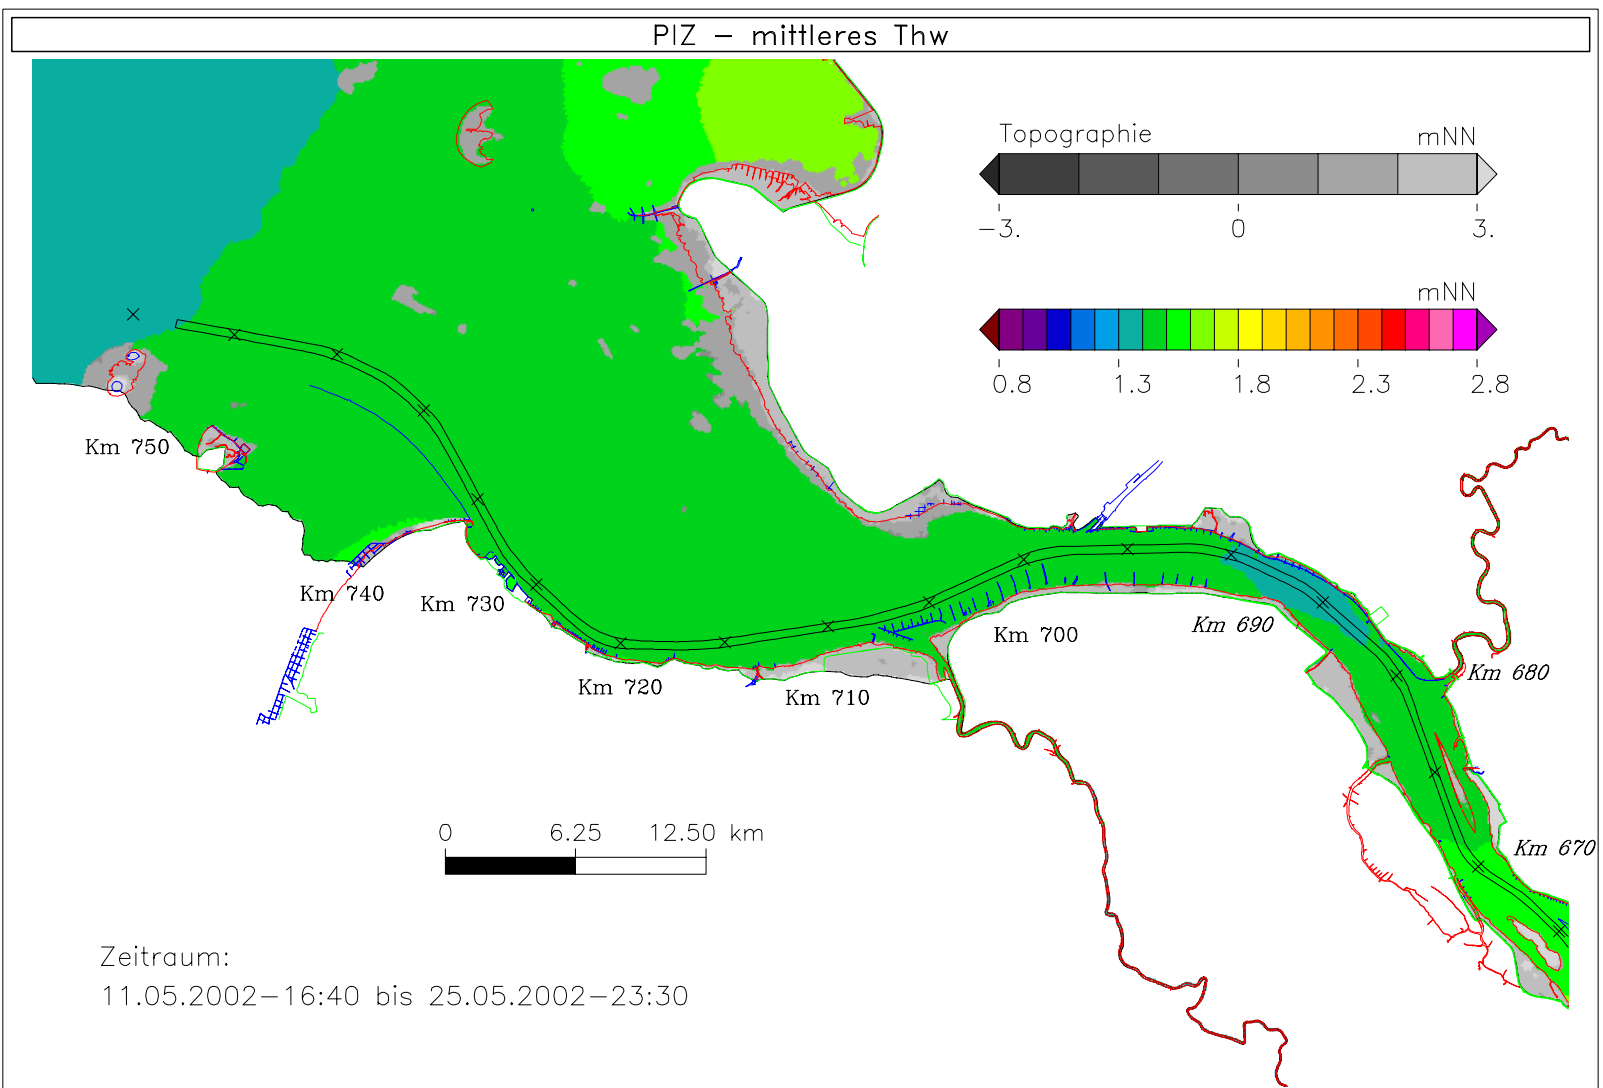 PIZ - mittleres Thw
Topographie mNN
-3. 0 3.
mNN
0.8 1.3 1.8 2.3 2.8
Km 750
Km 740
Km 730
Km 720
Km 710
Km 700
Km 690
Km 680
Km 670
0 6.25 12.50 km
Zeitraum:
11.05.2002-16:40 bis 25.05.2002-23:30